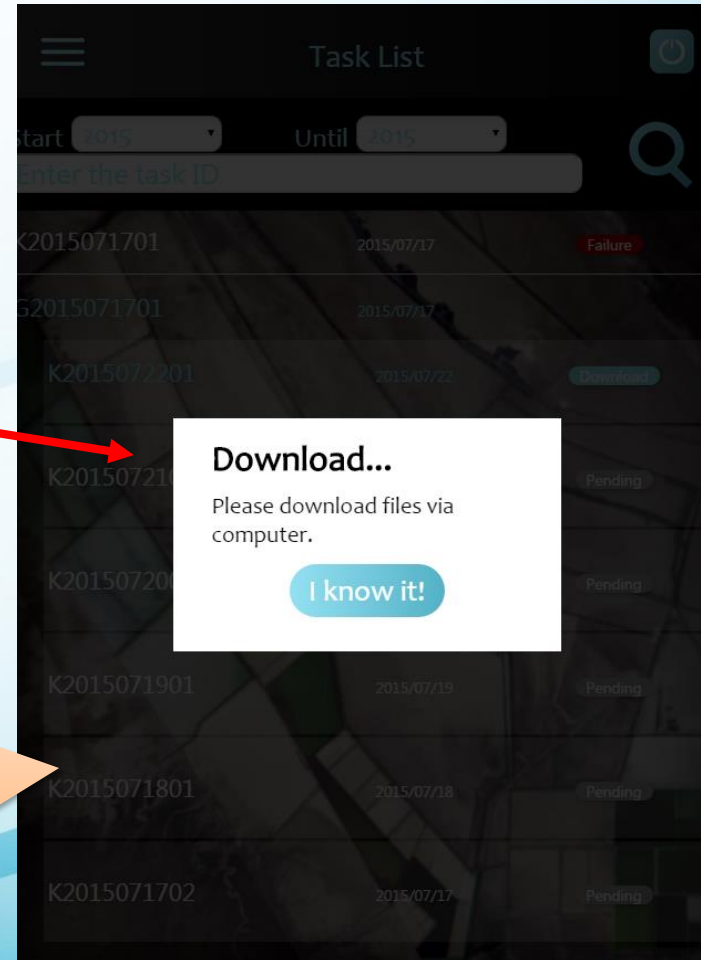 Task List
Start 2015 Until 2015
Enter the task ID
K2015071701 2015/07/17 Failure
G2015071701 2015/07/17
K2015072201 2015/07/22 Download
Download...
Pending
Please download files via
computer.
I know it!
Pending
K2015071901 2015/07/19 Pending
K2015071801 2015/07/18 Pending
K2015071702 2015/07/17 Pending